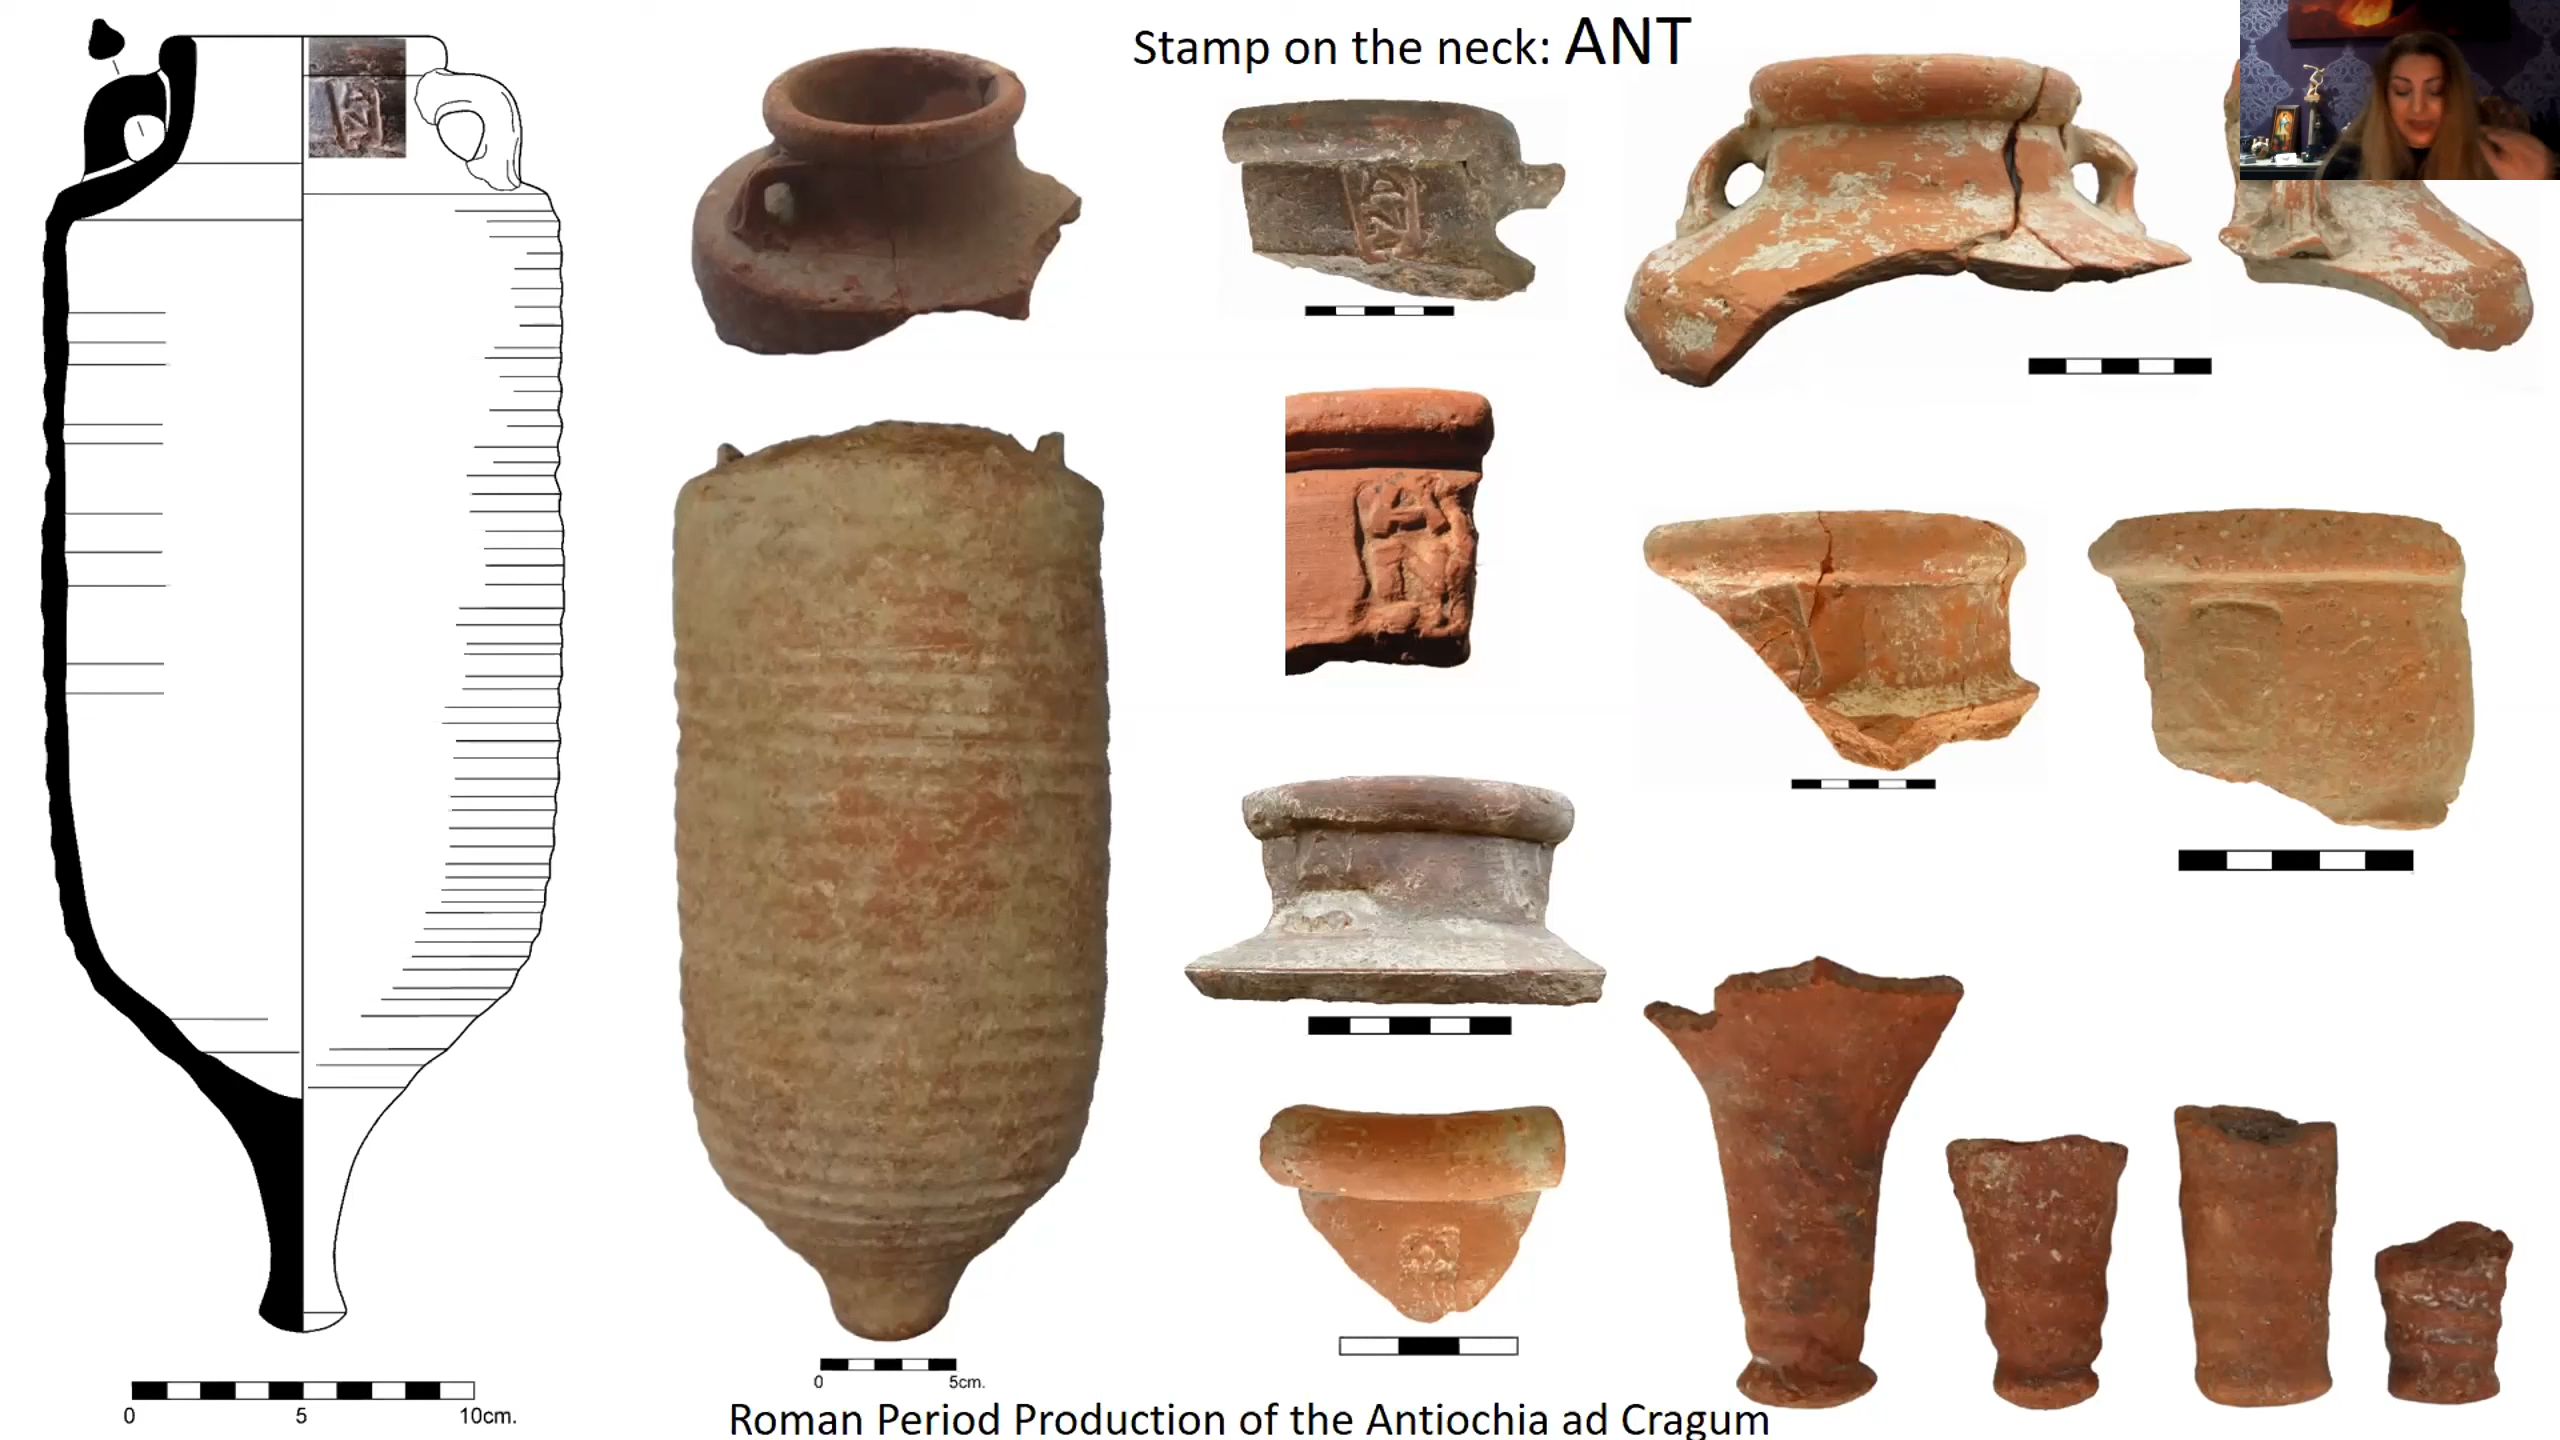 Stamp on the neck: ANT
0 5cm.
0 5 10cm.
Roman Period Production of the Antiochia ad Cragum